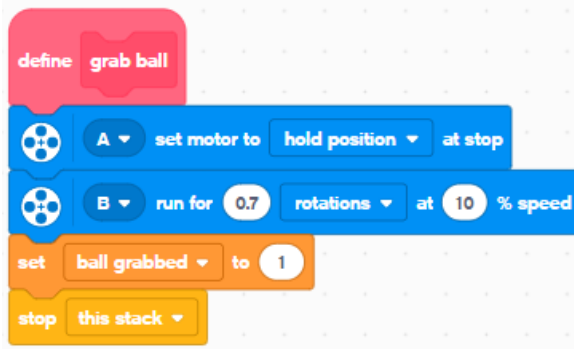 define grab ball
A set motor to hold position at stop
B run for 0.7 rotations at 10 % speed
set ball grabbed to 1
stop this stack